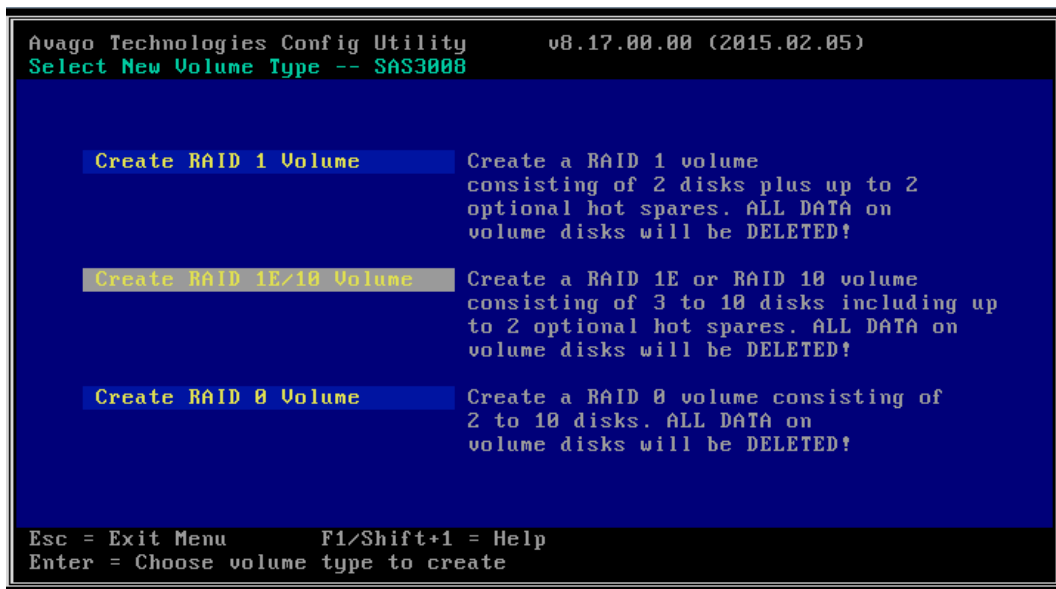 Avago Technologies Config Utility v8.17.00.00 (2015.02.05)
Select New Volume Type -- SAS3008
Create RAID 1 Volume Create a RAID 1 volume
consisting of 2 disks plus up to 2
optional hot spares. ALL DATA on
volume disks will be DELETED!
Create RAID 1E/10 Volume Create a RAID 1E or RAID 10 volume
consisting of 3 to 10 disks including up
to 2 optional hot spares. ALL DATA on
volume disks will be DELETED!
Create RAID 0 Volume Create a RAID 0 volume consisting of
2 to 10 disks. ALL DATA on
volume disks will be DELETED!
Esc = Exit Menu F1/Shift+1 = Help
Enter = Choose volume type to create